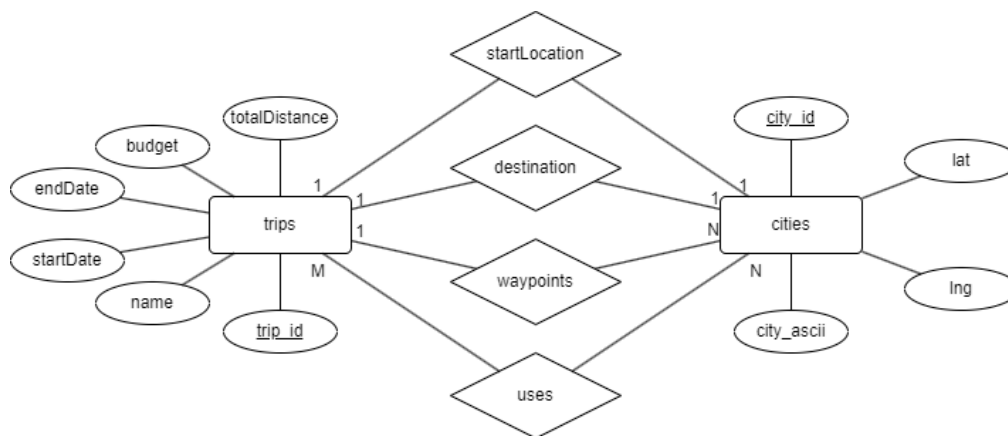 startLocation
totalDistance
city_id
budget
destination
lat
endDate
1
1
1
1
trips
cities
1
N
startDate
M
N
waypoints
name
lng
trip_id
city_ascii
uses